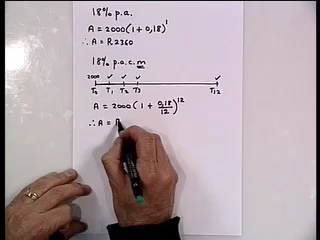 18% p.a.
A = 2000(1 + 0,18)¹
∴ A = R2360
18% p.a.c.m
2000 ✓ ✓ ✓ ✓
T₀ T₁ T₂ T₃ T₁₂
A = 2000(1 + 0,18/12)¹²
∴ A =